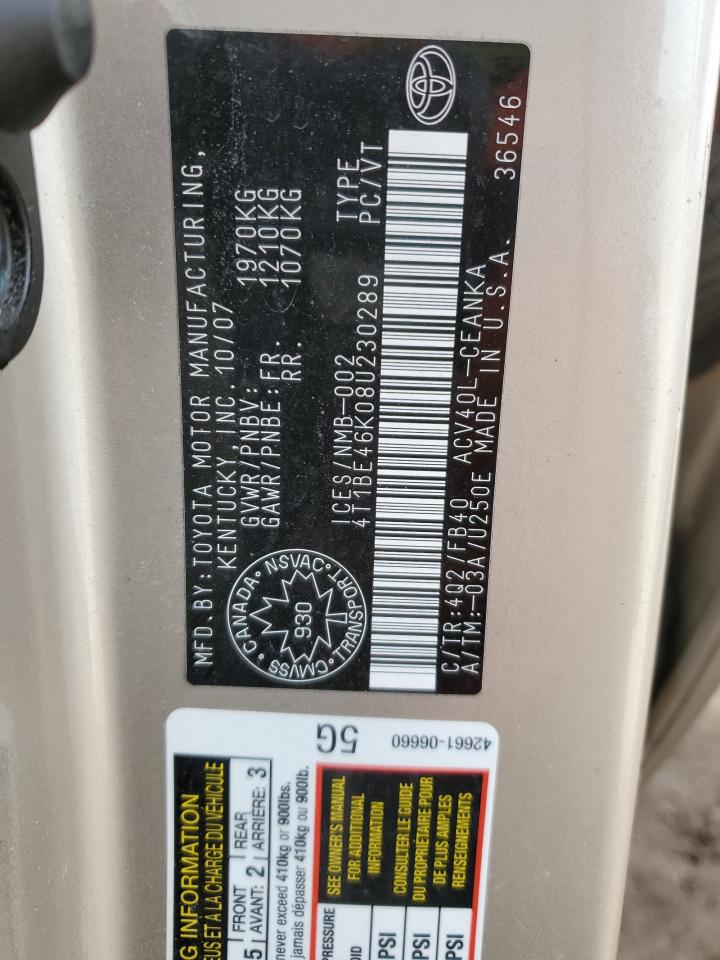 MFD. BY: TOYOTA MOTOR MANUFACTURING,
KENTUCKY, INC. 10/07
GVWR/PNBV: 1970KG
GAWR/PNBE: FR. 1210KG
RR. 1070KG
ICES/NMB-002 TYPE
4T1BE46K08U230289 PC/VT
CANADA • NSVAC • TRANSPORT • CMVSS
930
C/TR:4Q2/FB40 ACV40L-CEANKA
A/TM:-03A/U250E MADE IN U.S.A. 36546
5G
42661-06660
INFORMATION
ET A LA CHARGE DU VÉHICULE
5 FRONT 2 REAR 3
AVANT: ARRIÈRE:
never exceed 410kg or 900lbs.
jamais dépasser 410kg ou 900lb.
SEE OWNER'S MANUAL
FOR ADDITIONAL
INFORMATION
CONSULTER LE GUIDE
DU PROPRIÉTAIRE POUR
DE PLUS AMPLES
RENSEIGNEMENTS
PRESSURE
PSI
PSI
PSI